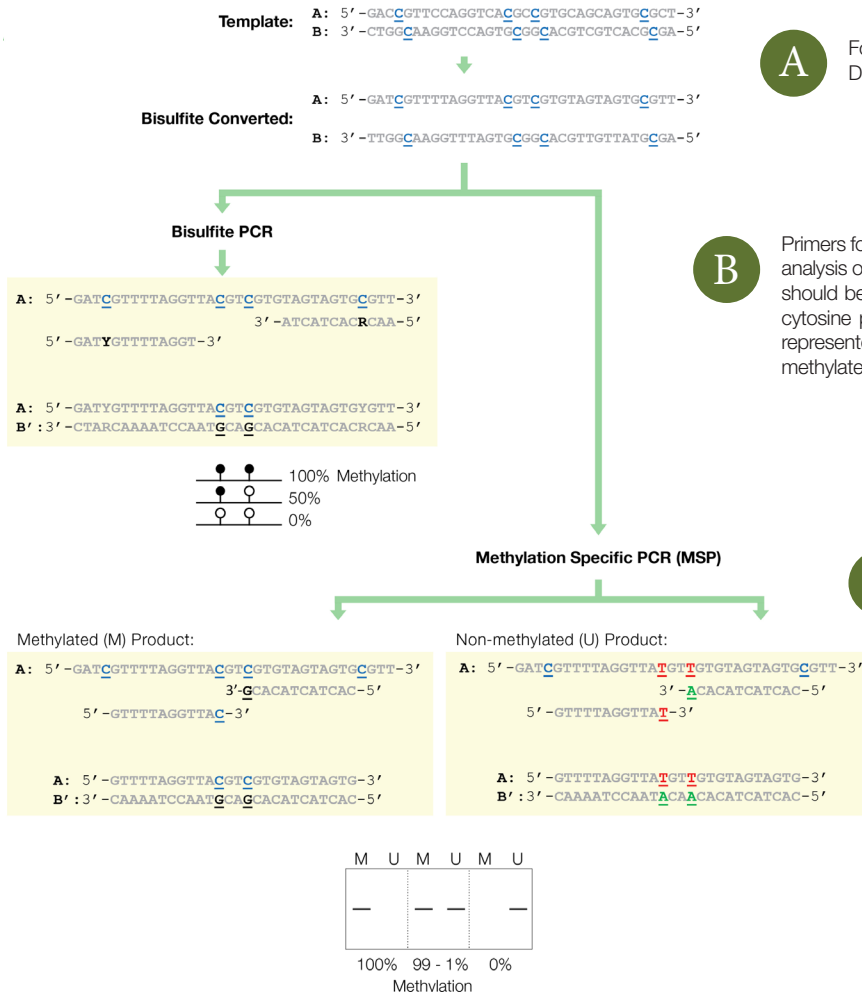 Template:
A: 5’-GACCGTTCCAGGTCACGCCGTGCAGCAGTGCGCT-3’
B: 3’-CTGGCAAGGTCCAGTGCGGCACGTCGTCACGCGA-5’
A
Fo
D
Bisulfite Converted:
A: 5’-GATCGTTTTAGGTTACGTCGTGTAGTAGTGCGTT-3’
B: 3’-TTGGCAAGGTTTAGTGCGGCACGTTGTTATGCGA-5’
Bisulfite PCR
A: 5’-GATCGTTTTAGGTTACGTCGTGTAGTAGTGCGTT-3’
3’-ATCATCACRCAA-5’
5’-GATYGTTTTAGGT-3’
A: 5’-GATYGTTTTAGGTTACGTCGTGTAGTAGTGYGTT-3’
B’:3’-CTARCAAAATCCAATGCAGCACATCATCACRCAA-5’
100% Methylation
50%
0%
B
Primers fo
analysis o
should be
cytosine p
represente
methylate
Methylation Specific PCR (MSP)
Methylated (M) Product:
A: 5’-GATCGTTTTAGGTTACGTCGTGTAGTAGTGCGTT-3’
3’-GCACATCATCAC-5’
5’-GTTTTAGGTTAC-3’
A: 5’-GTTTTAGGTTACGTCGTGTAGTAGTG-3’
B’:3’-CAAAATCCAATGCAGCACATCATCAC-5’
Non-methylated (U) Product:
A: 5’-GATCGTTTTAGGTTATGTTGTGTAGTAGTGCGTT-3’
3’-ACACATCATCAC-5’
5’-GTTTTAGGTTAT-3’
A: 5’-GTTTTAGGTTATGTTGTGTAGTAGTG-3’
B’:3’-CAAAATCCAATACAACACATCATCAC-5’
M U M U M U
100% 99 - 1% 0%
Methylation